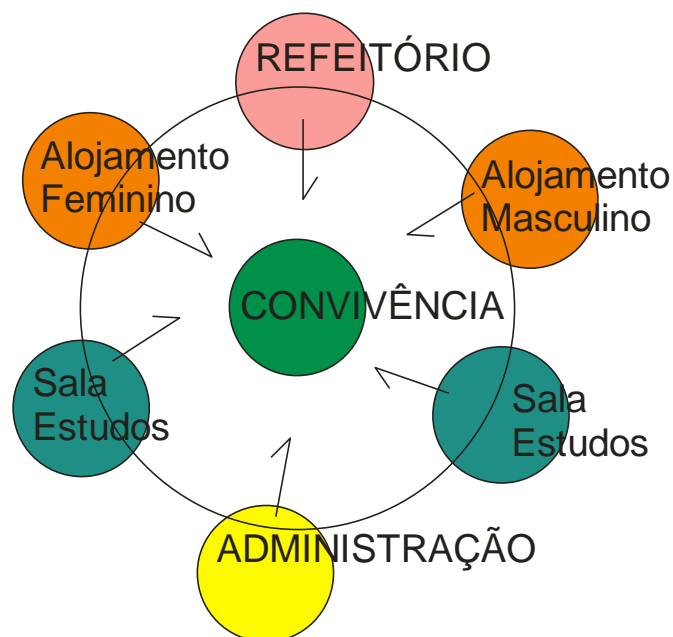 REFEITÓRIO
Alojamento
Feminino
Alojamento
Masculino
CONVIVÊNCIA
Sala
Estudos
Sala
Estudos
ADMINISTRAÇÃO